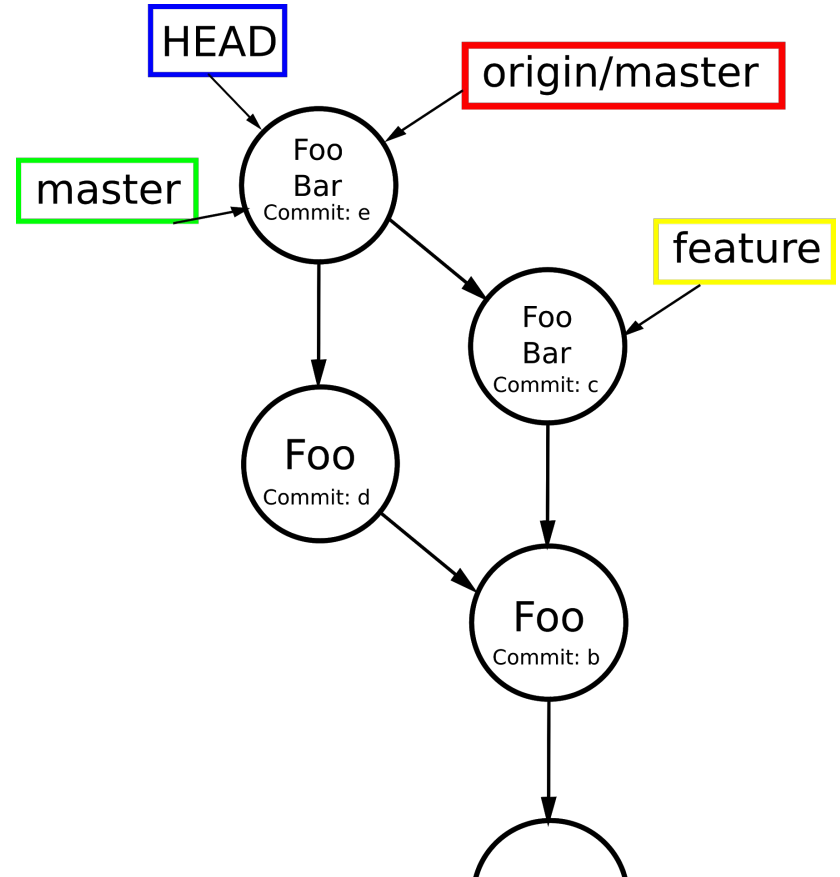 HEAD
origin/master
master
Foo
Bar
Commit: e
feature
Foo
Bar
Commit: c
Foo
Commit: d
Foo
Commit: b